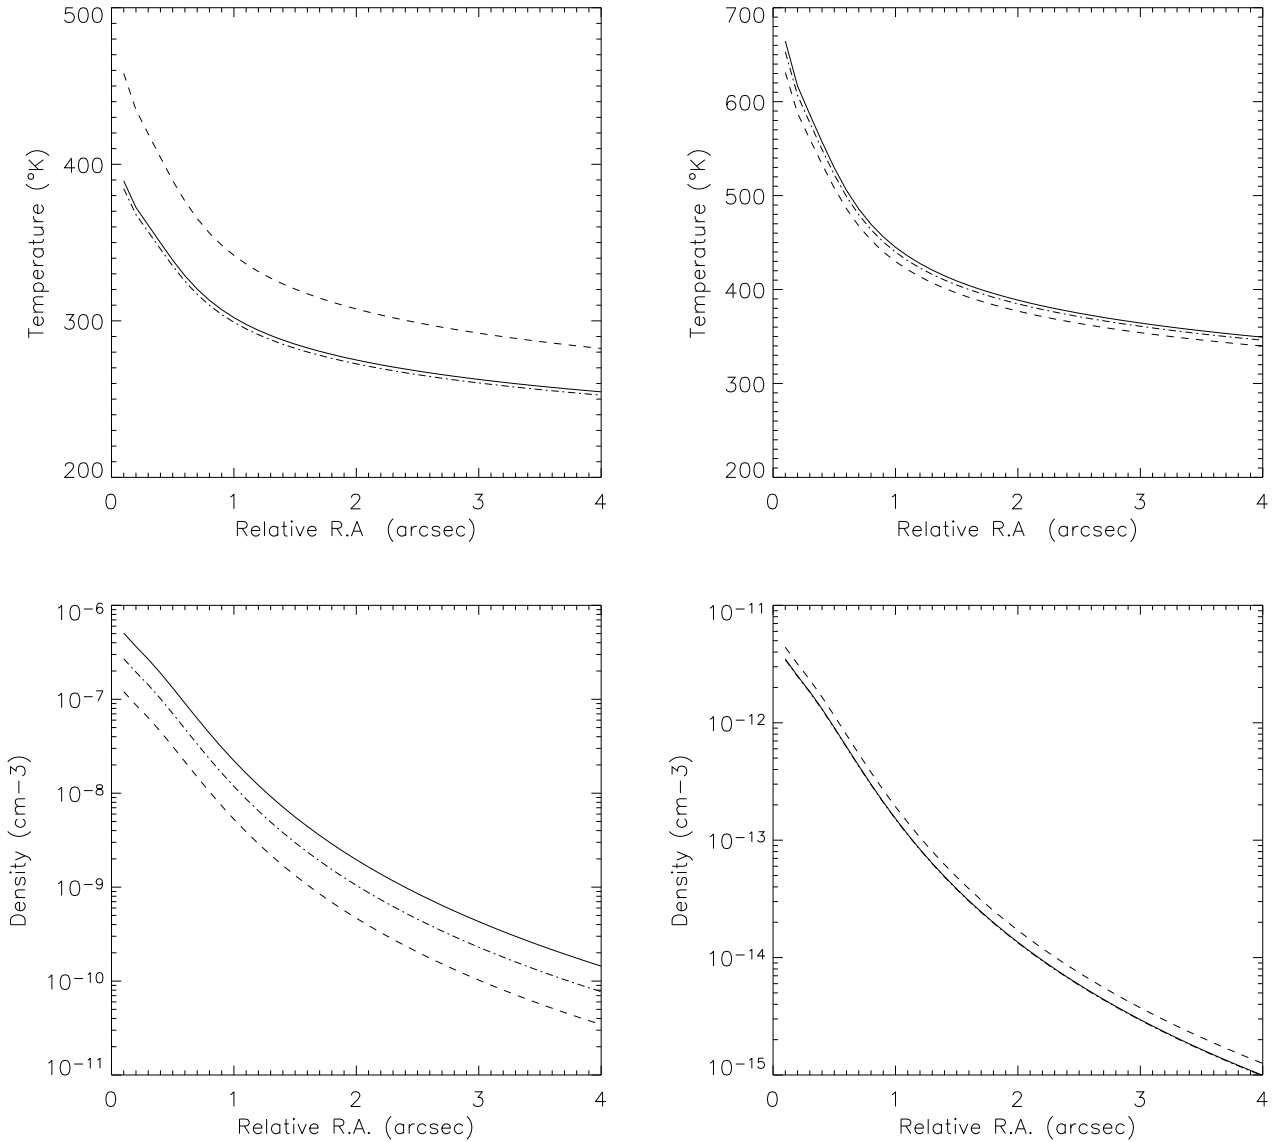 500
400
300
200
Temperature (°K)
0 1 2 3 4
Relative R.A (arcsec)
700
600
500
400
300
200
Temperature (°K)
0 1 2 3 4
Relative R.A (arcsec)
10⁻⁶
10⁻⁷
10⁻⁸
10⁻⁹
10⁻¹⁰
10⁻¹¹
Density (cm−3)
0 1 2 3 4
Relative R.A. (arcsec)
10⁻¹¹
10⁻¹²
10⁻¹³
10⁻¹⁴
10⁻¹⁵
Density (cm−3)
0 1 2 3 4
Relative R.A. (arcsec)